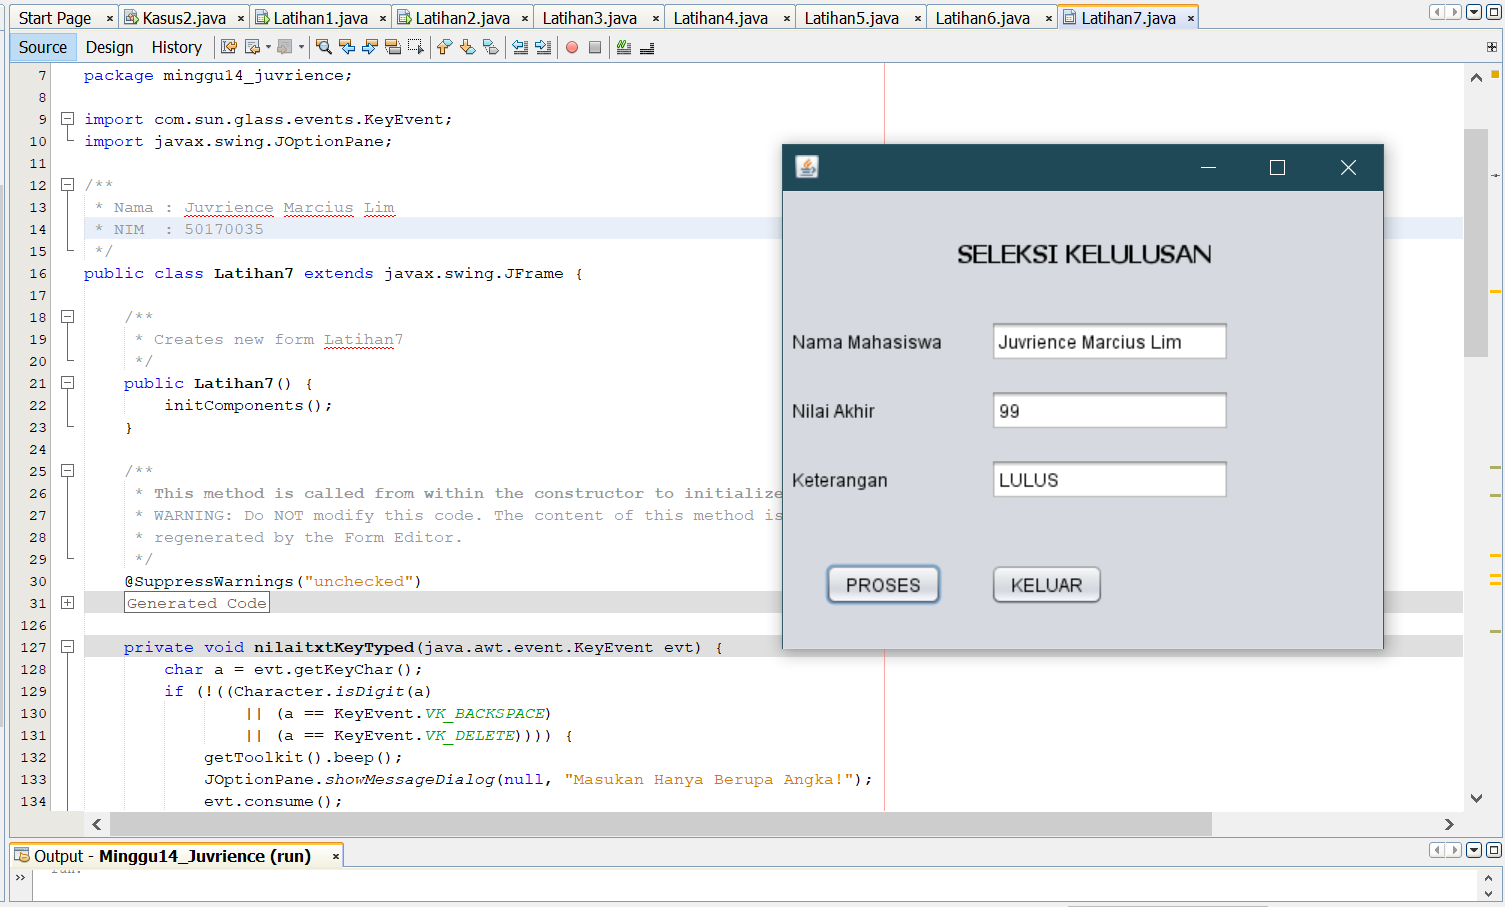 Start Page Kasus2.java Latihan1.java Latihan2.java Latihan3.java Latihan4.java Latihan5.java Latihan6.java Latihan7.java
Source Design History
7 package minggu14_juvrience;
8
9 import com.sun.glass.events.KeyEvent;
10 import javax.swing.JOptionPane;
11
12 /**
13 * Nama : Juvrience Marcius Lim
14 * NIM : 50170035
15 */
16 public class Latihan7 extends javax.swing.JFrame {
17
18 /**
19 * Creates new form Latihan7
20 */
21 public Latihan7() {
22 initComponents();
23 }
24
25 /**
26 * This method is called from within the constructor to initialize
27 * WARNING: Do NOT modify this code. The content of this method is
28 * regenerated by the Form Editor.
29 */
30 @SuppressWarnings("unchecked")
31 Generated Code
126
127 private void nilaitxtKeyTyped(java.awt.event.KeyEvent evt) {
128 char a = evt.getKeyChar();
129 if (!((Character.isDigit(a)
130 || (a == KeyEvent.VK_BACKSPACE)
131 || (a == KeyEvent.VK_DELETE)))) {
132 getToolkit().beep();
133 JOptionPane.showMessageDialog(null, "Masukan Hanya Berupa Angka!");
134 evt.consume();
SELEKSI KELULUSAN
Nama Mahasiswa Juvrience Marcius Lim
Nilai Akhir 99
Keterangan LULUS
PROSES KELUAR
Output - Minggu14_Juvrience (run)
run: